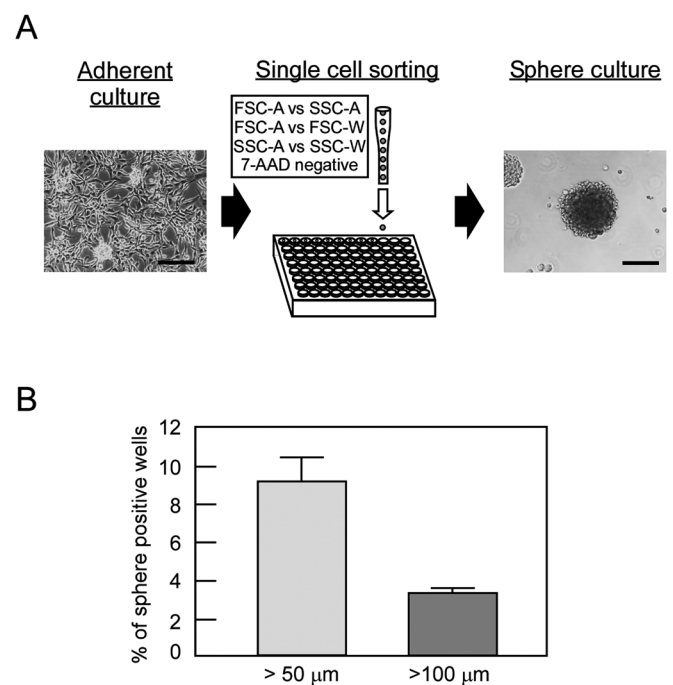 A
Adherent
culture
Single cell sorting
Sphere culture
FSC-A vs SSC-A
FSC-A vs FSC-W
SSC-A vs SSC-W
7-AAD negative
B
% of sphere positive wells
12
10
8
6
4
2
0
> 50 μm
>100 μm